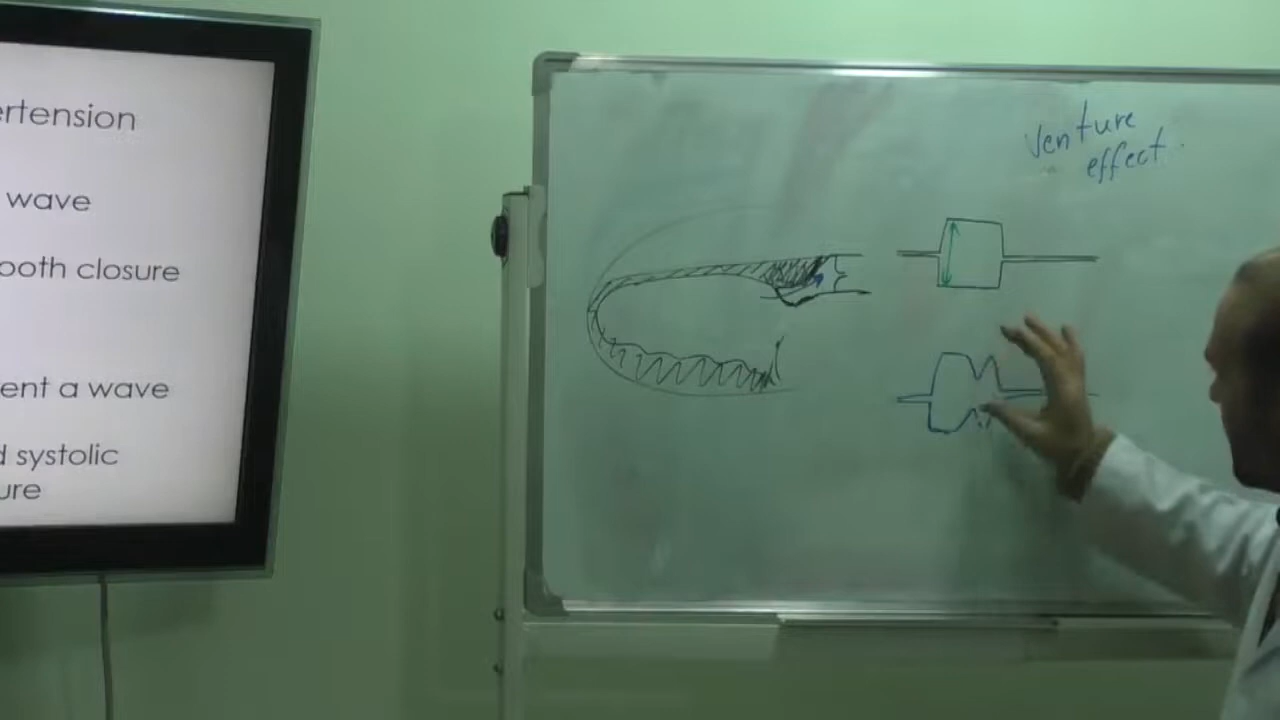 ertension
wave
ooth closure
ent a wave
d systolic
ure
Venture
effect